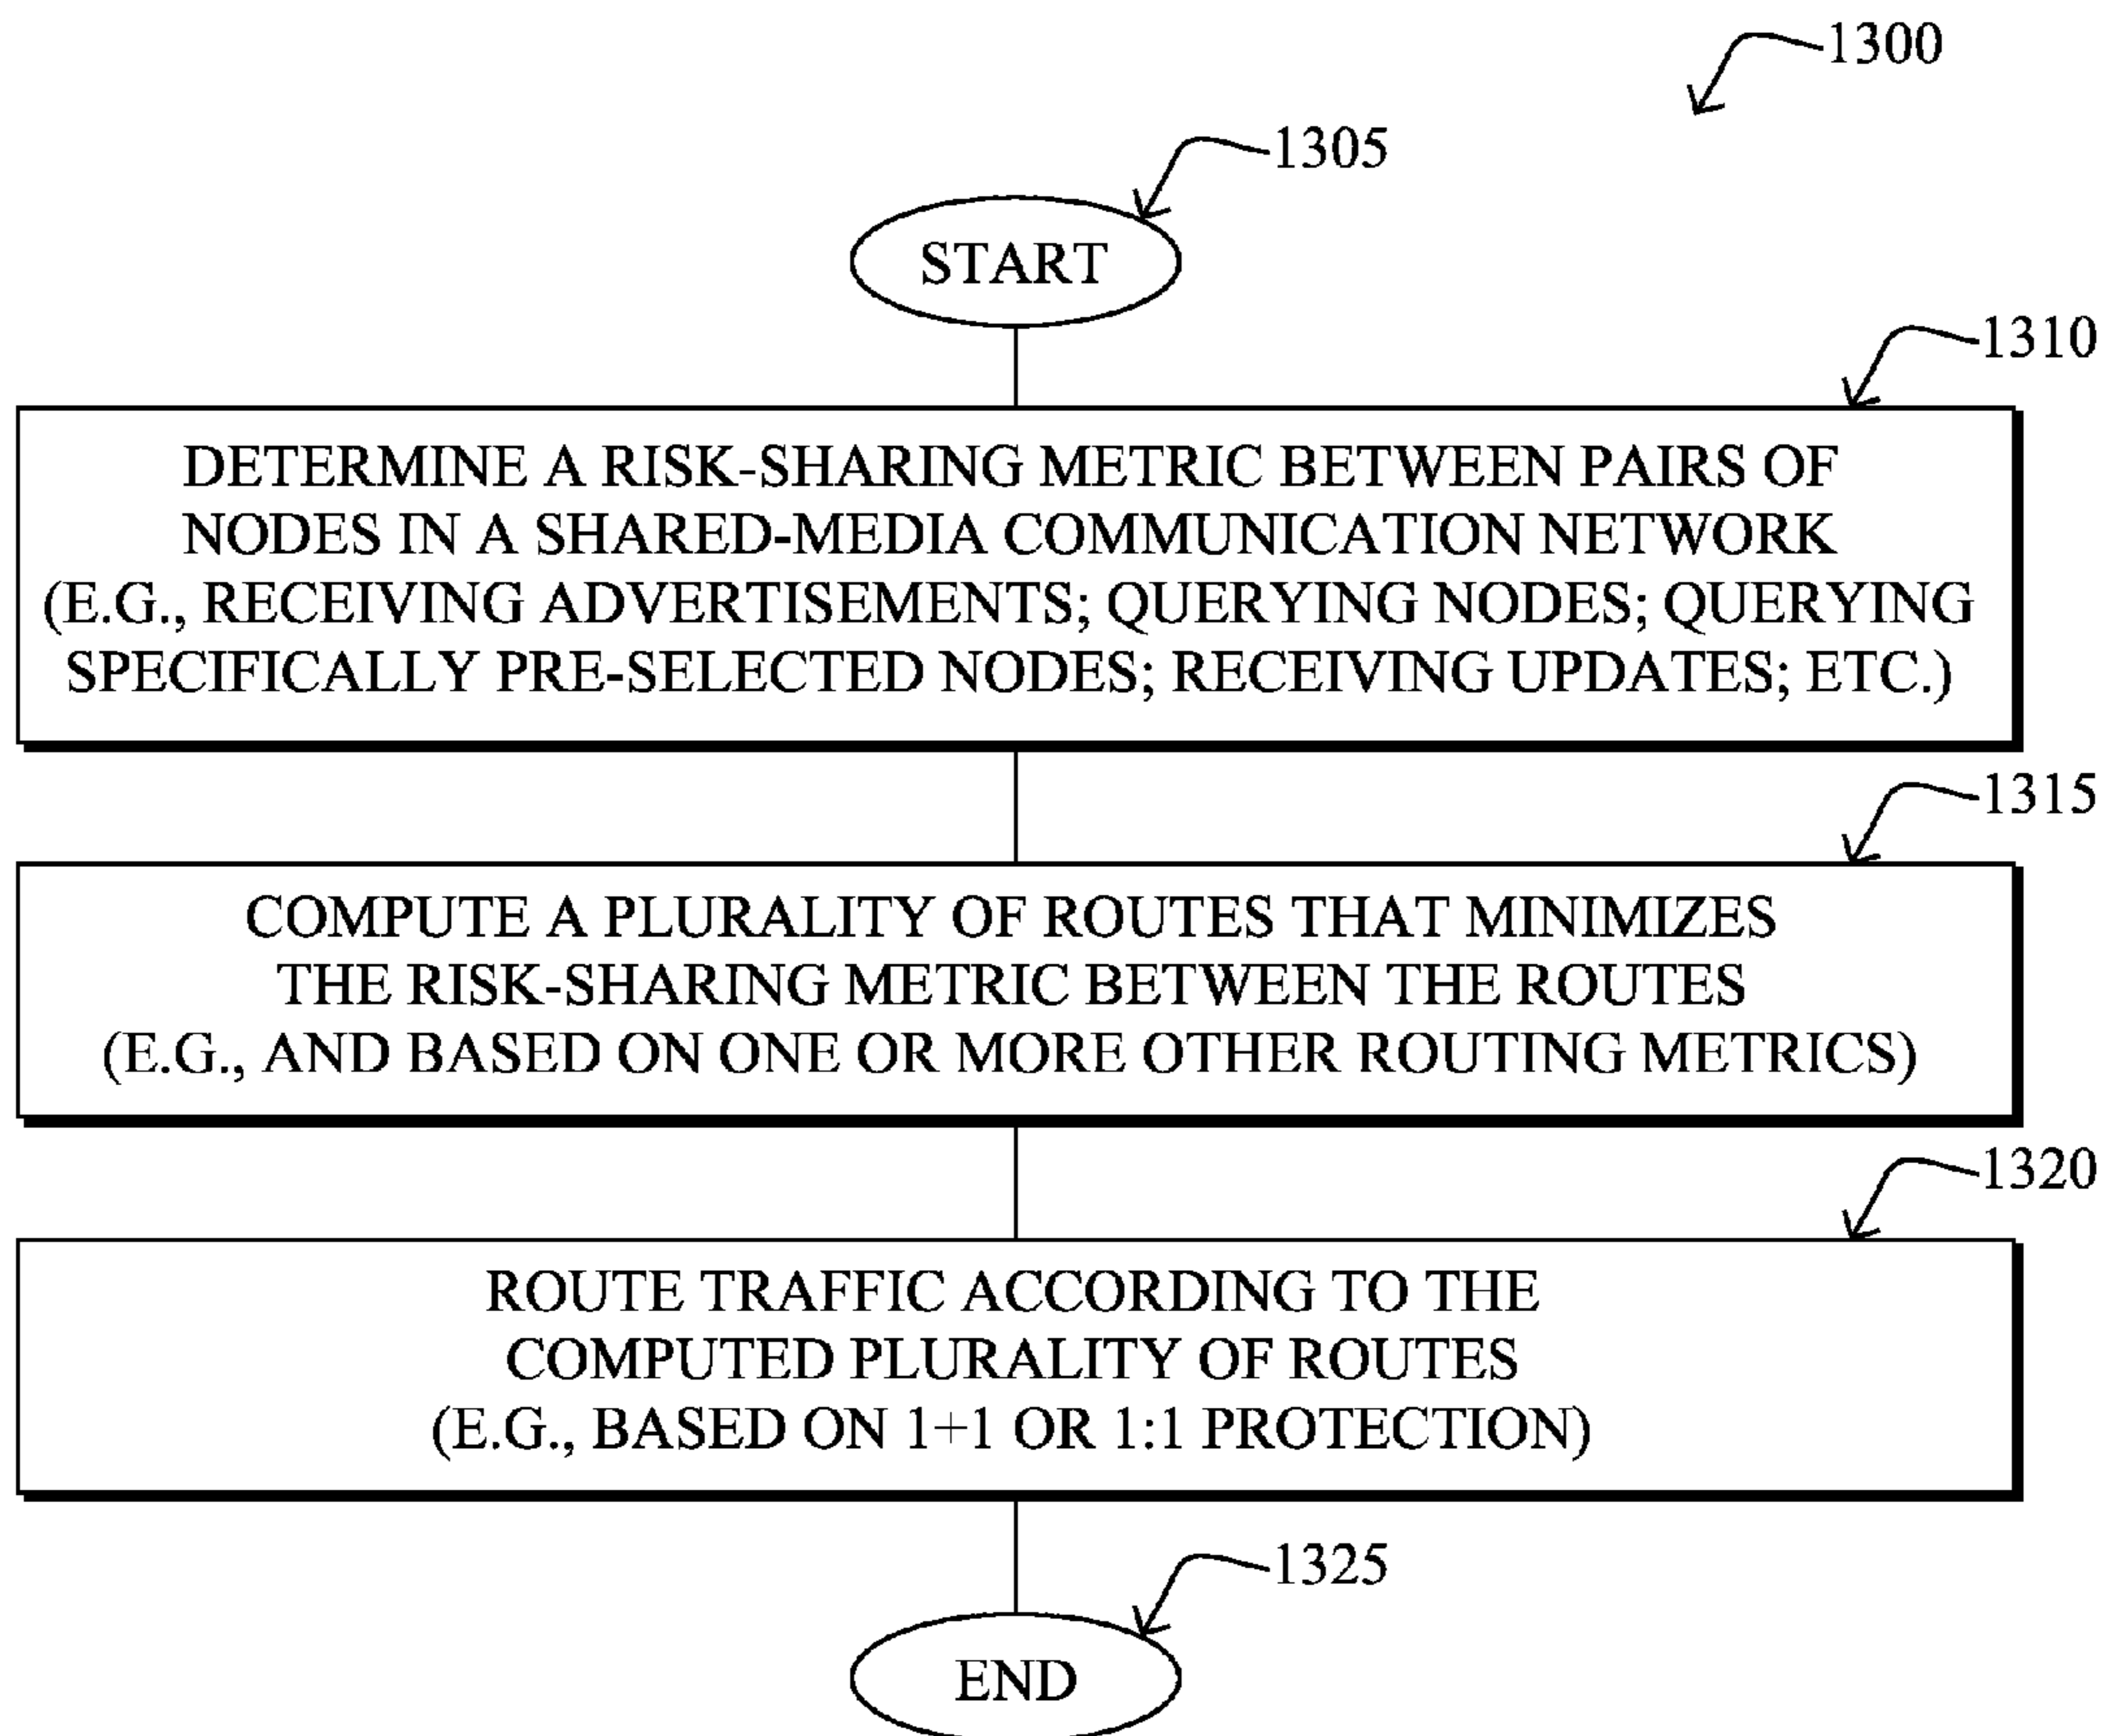 1300
1305
START
1310
DETERMINE A RISK-SHARING METRIC BETWEEN PAIRS OF
NODES IN A SHARED-MEDIA COMMUNICATION NETWORK
(E.G., RECEIVING ADVERTISEMENTS; QUERYING NODES; QUERYING
SPECIFICALLY PRE-SELECTED NODES; RECEIVING UPDATES; ETC.)
1315
COMPUTE A PLURALITY OF ROUTES THAT MINIMIZES
THE RISK-SHARING METRIC BETWEEN THE ROUTES
(E.G., AND BASED ON ONE OR MORE OTHER ROUTING METRICS)
1320
ROUTE TRAFFIC ACCORDING TO THE
COMPUTED PLURALITY OF ROUTES
(E.G., BASED ON 1+1 OR 1:1 PROTECTION)
1325
END